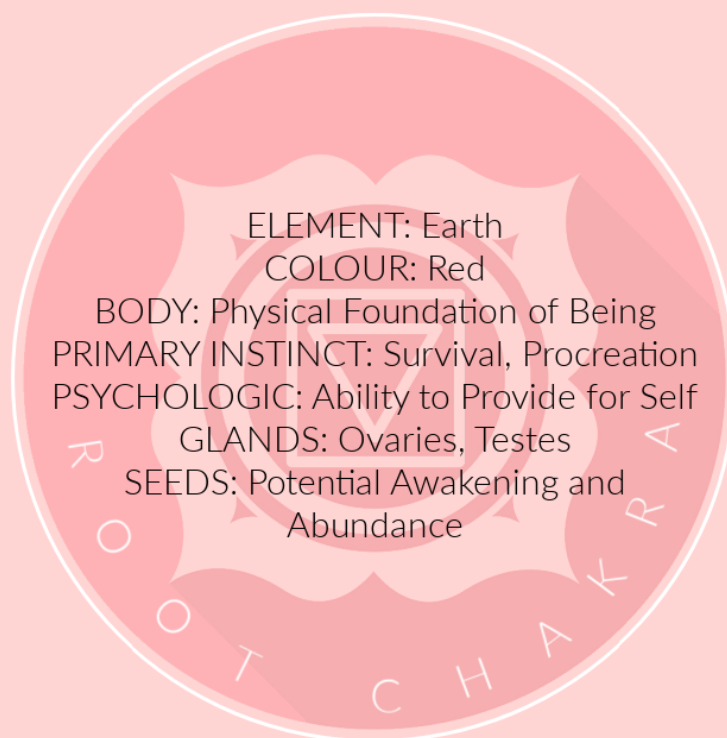 ELEMENT: Earth
COLOUR: Red
BODY: Physical Foundation of Being
PRIMARY INSTINCT: Survival, Procreation
PSYCHOLOGIC: Ability to Provide for Self
GLANDS: Ovaries, Testes
SEEDS: Potential Awakening and
Abundance
ROOT CHAKRA